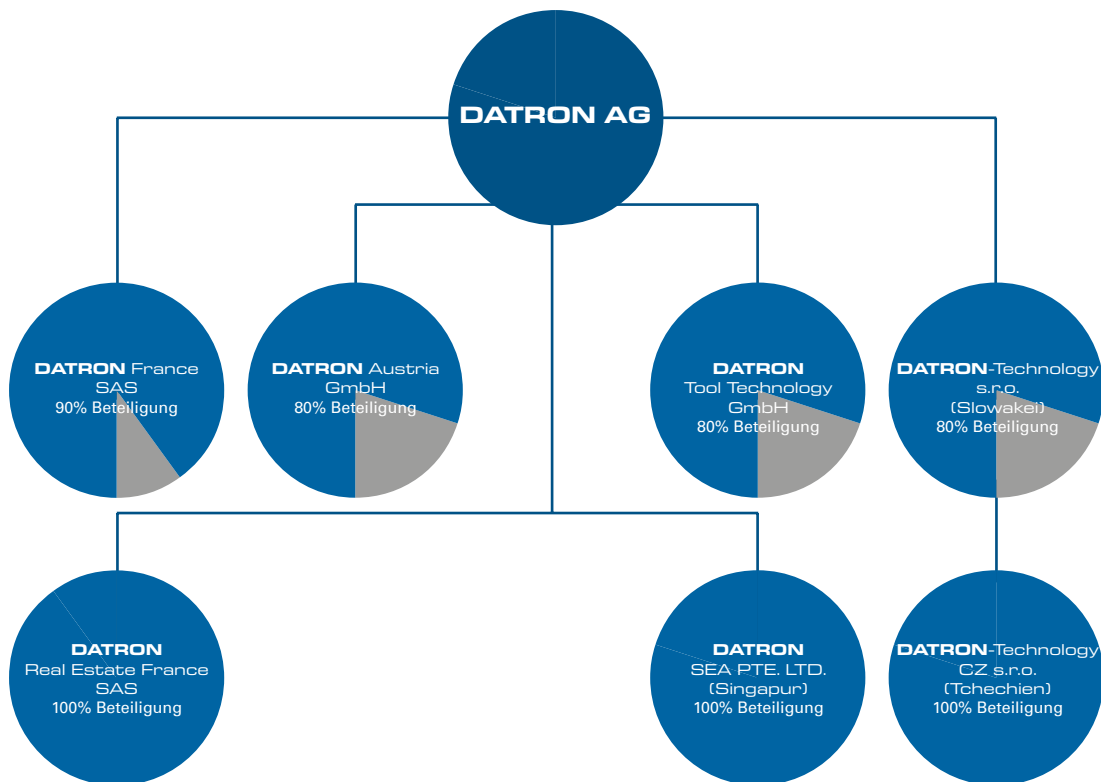 DATRON AG
DATRON France
SAS
90% Beteiligung
DATRON Austria
GmbH
80% Beteiligung
DATRON
Tool Technology
GmbH
80% Beteiligung
DATRON-Technology
s.r.o.
(Slowakei)
80% Beteiligung
DATRON
Real Estate France
SAS
100% Beteiligung
DATRON
SEA PTE. LTD.
(Singapur)
100% Beteiligung
DATRON-Technology
CZ s.r.o.
(Tchechien)
100% Beteiligung